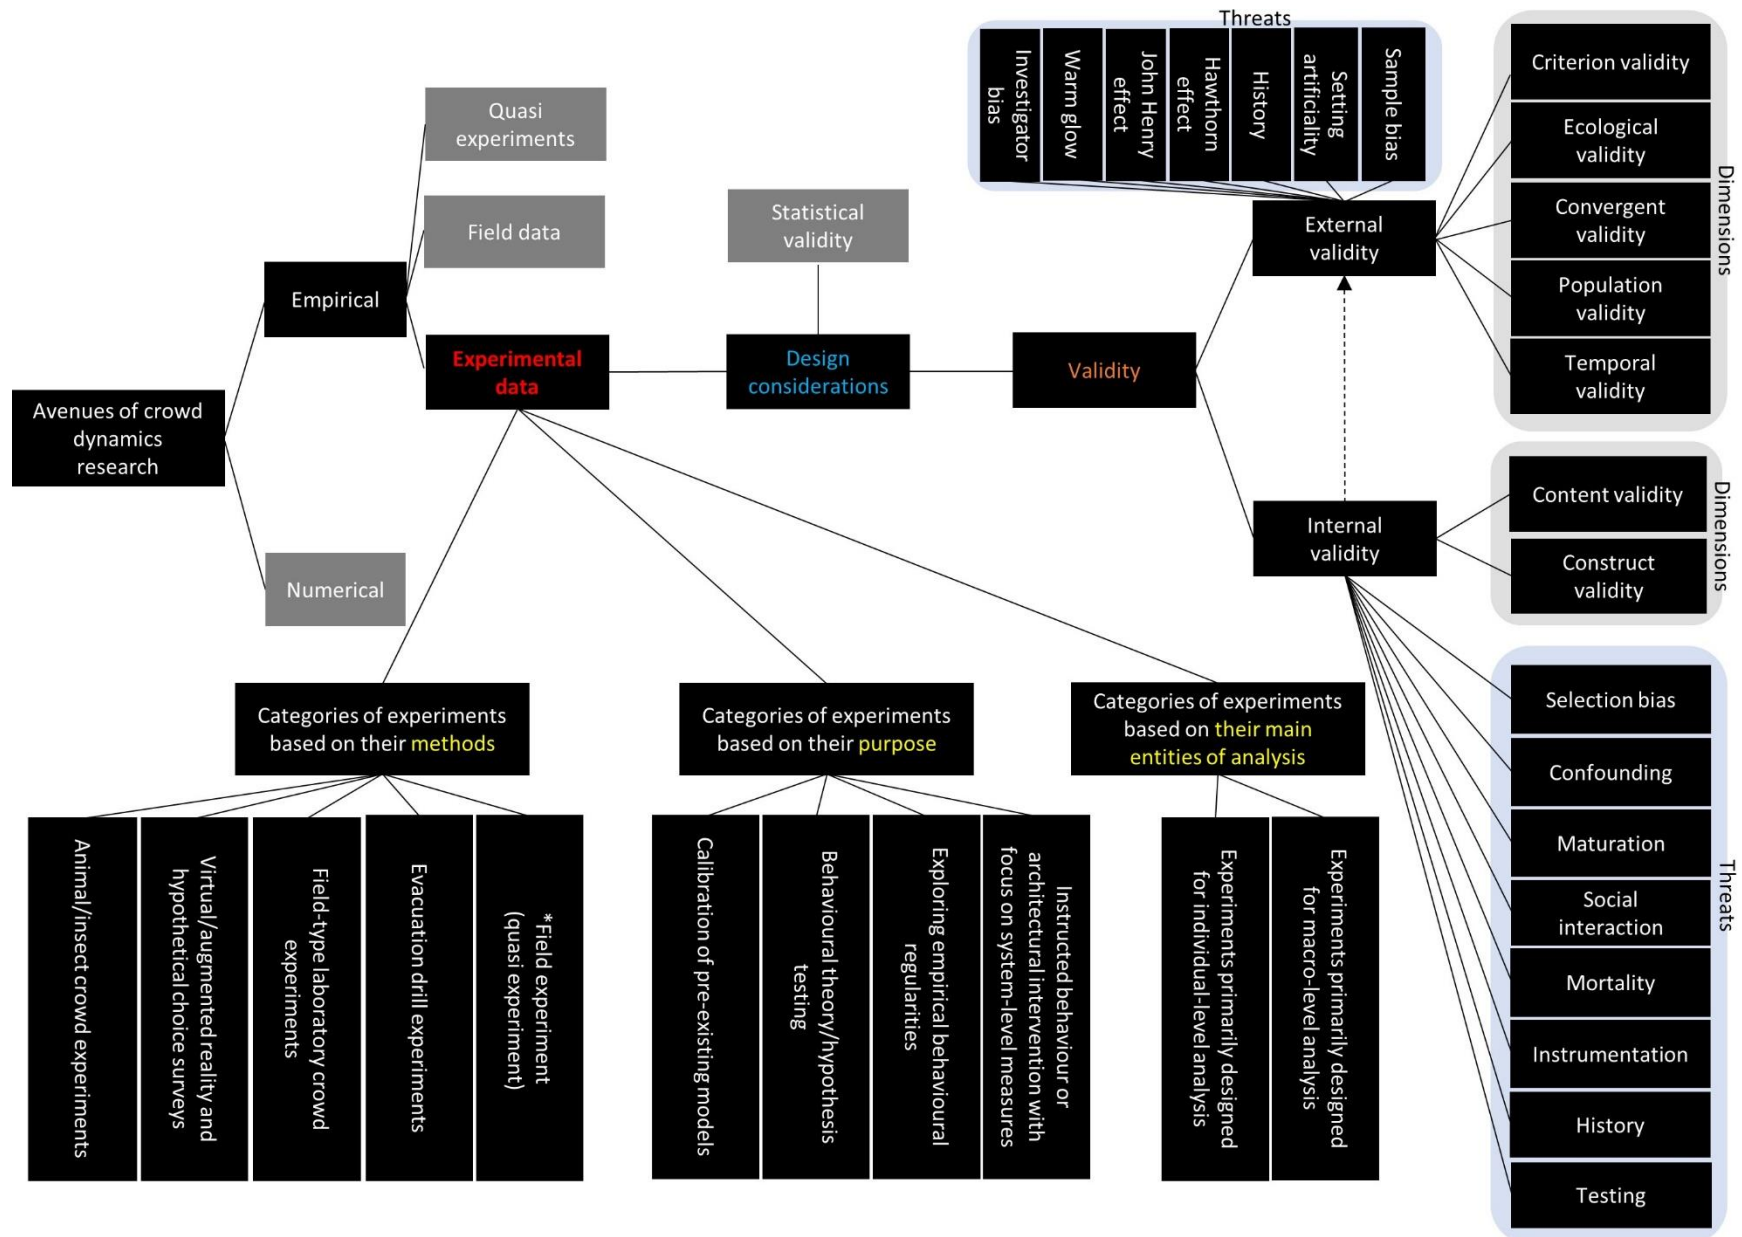 Threats
Investigator
bias
Warm glow
John Henry
effect
Hawthorn
effect
History
Setting
artificiality
Sample bias
Criterion validity
Ecological
validity
Convergent
validity
Population
validity
Temporal
validity
Dimensions
Quasi
experiments
Field data
Statistical
validity
External
validity
Empirical
Experimental
data
Design
considerations
Validity
Avenues of crowd
dynamics
research
Numerical
Internal
validity
Content validity
Construct
validity
Dimensions
Categories of experiments
based on their methods
Categories of experiments
based on their purpose
Categories of experiments
based on their main
entities of analysis
Animal/insect crowd experiments
Virtual/augmented reality and
hypothetical choice surveys
Field-type laboratory crowd
experiments
Evacuation drill experiments
*Field experiment
(quasi experiment)
Calibration of pre-existing models
Behavioural theory/hypothesis
testing
Exploring empirical behavioural
regularities
Instructed behaviour or
architectural intervention with
focus on system-level measures
Experiments primarily designed
for individual-level analysis
Experiments primarily designed
for macro-level analysis
Selection bias
Confounding
Maturation
Social
interaction
Mortality
Instrumentation
History
Testing
Threats